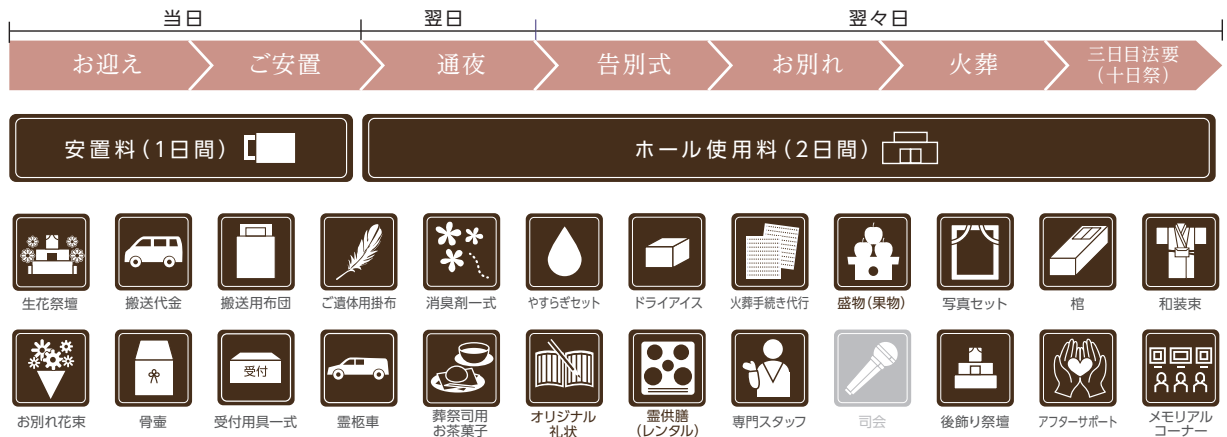 当日
翌日
翌々日
お迎え
ご安置
通夜
告別式
お別れ
火葬
三日目法要
（十日祭）
安置料（1日間）
ホール使用料（2日間）
生花祭壇
搬送代金
搬送用布団
ご遺体用掛布
消臭剤一式
やすらぎセット
ドライアイス
火葬手続き代行
盛物（果物）
写真セット
棺
和装束
受付
お別れ花束
骨壷
受付用具一式
霊柩車
葬祭司用
お茶菓子
オリジナル
礼状
霊供膳
（レンタル）
専門スタッフ
司会
後飾り祭壇
アフターサポート
メモリアル
コーナー